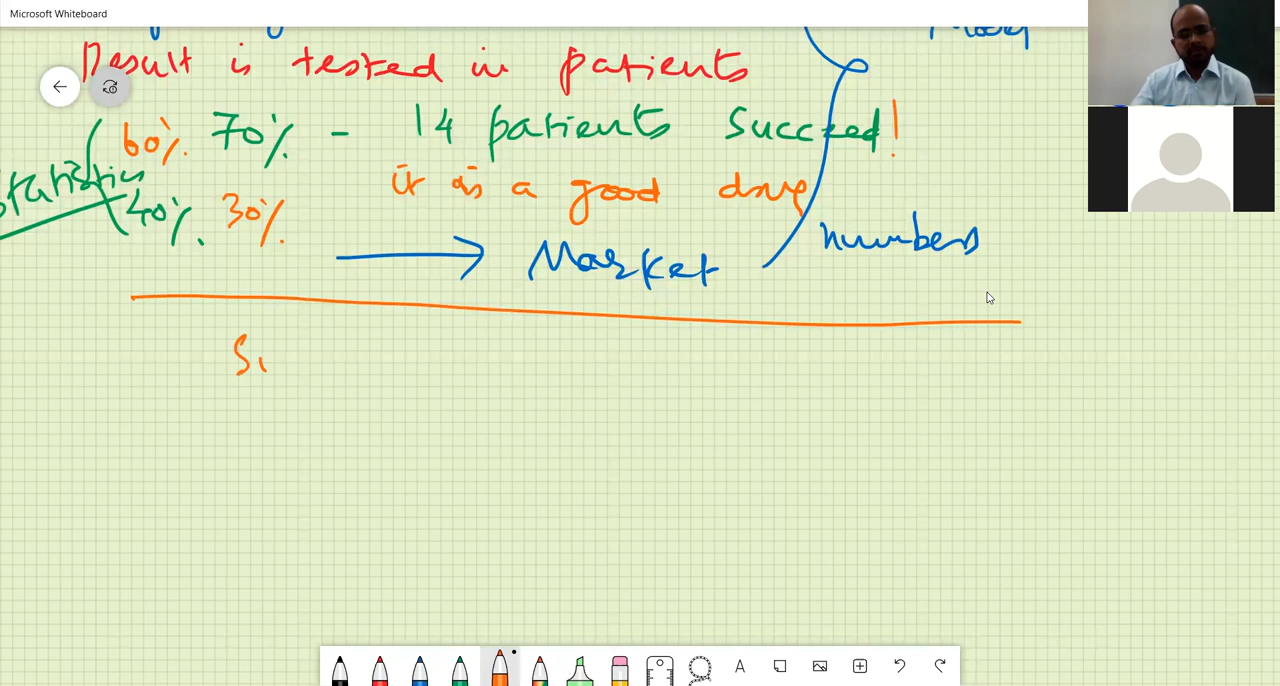 Microsoft Whiteboard
Result is tested in patients
60% 70% - 14 patients succeed!
Statistics
it is a good drug
40% 30%
numbers
Market
A